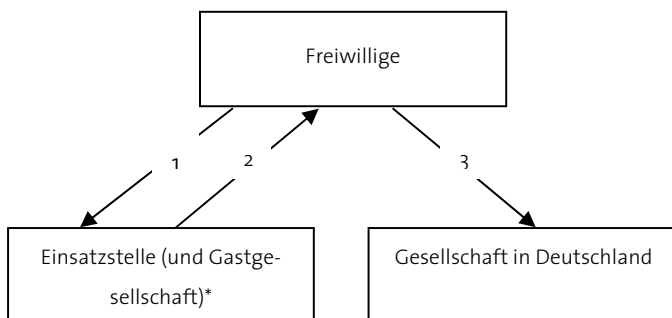 Freiwillige
1
2
3
Einsatzstelle (und Gastge-
sellschaft)*
Gesellschaft in Deutschland